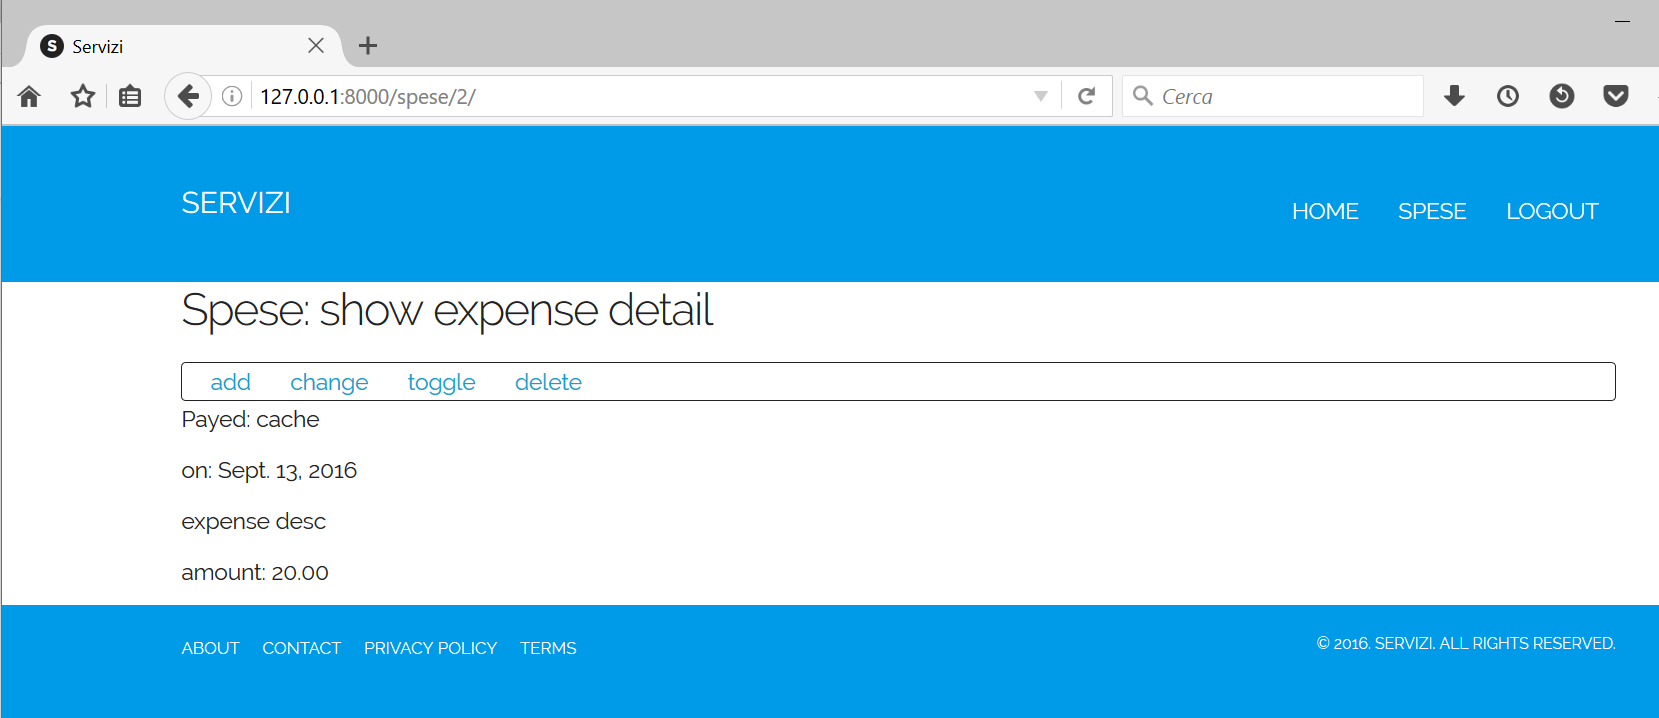 S Servizi
127.0.0.1:8000/spese/2/ Cerca
SERVIZI
HOME SPESE LOGOUT
Spese: show expense detail
add change toggle delete
Payed: cache
on: Sept. 13, 2016
expense desc
amount: 20.00
ABOUT CONTACT PRIVACY POLICY TERMS
© 2016. SERVIZI. ALL RIGHTS RESERVED.